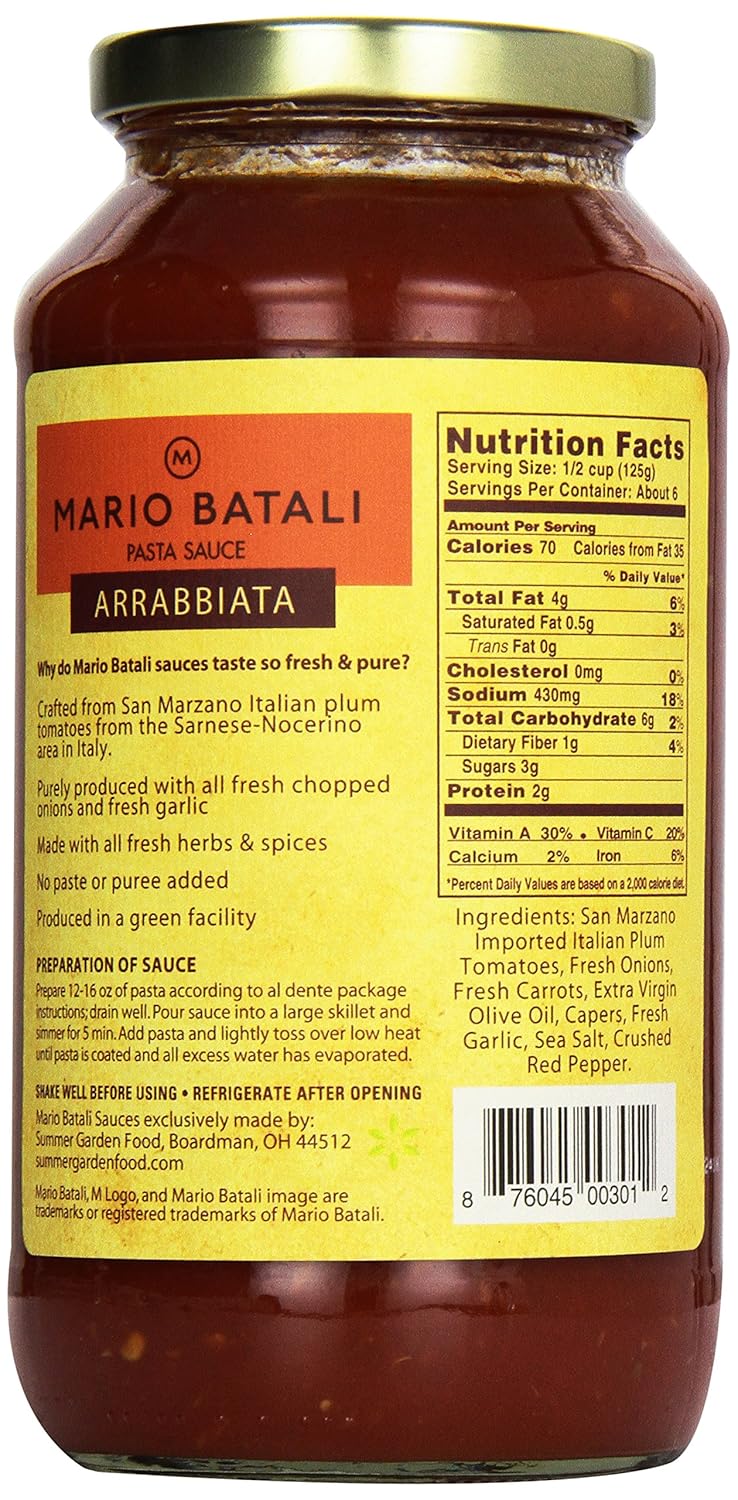 M
MARIO BATALI
PASTA SAUCE
ARRABBIATA
Why do Mario Batali sauces taste so fresh & pure?
Crafted from San Marzano Italian plum
tomatoes from the Sarnese-Nocerino
area in Italy.
Purely produced with all fresh chopped
onions and fresh garlic
Made with all fresh herbs & spices
No paste or puree added
Produced in a green facility
PREPARATION OF SAUCE
Prepare 12-16 oz of pasta according to al dente package
instructions; drain well. Pour sauce into a large skillet and
simmer for 5 min. Add pasta and lightly toss over low heat
until pasta is coated and all excess water has evaporated.
SHAKE WELL BEFORE USING • REFRIGERATE AFTER OPENING
Mario Batali Sauces exclusively made by:
Summer Garden Food, Boardman, OH 44512
summergardenfood.com
Mario Batali, M Logo, and Mario Batali image are
trademarks or registered trademarks of Mario Batali.
Nutrition Facts
Serving Size: 1/2 cup (125g)
Servings Per Container: About 6
Amount Per Serving
Calories 70 Calories from Fat 35
% Daily Value*
Total Fat 4g 6%
Saturated Fat 0.5g 3%
Trans Fat 0g
Cholesterol 0mg 0%
Sodium 430mg 18%
Total Carbohydrate 6g 2%
Dietary Fiber 1g 4%
Sugars 3g
Protein 2g
Vitamin A 30% • Vitamin C 20%
Calcium 2% Iron 6%
*Percent Daily Values are based on a 2,000 calorie diet.
Ingredients: San Marzano
Imported Italian Plum
Tomatoes, Fresh Onions,
Fresh Carrots, Extra Virgin
Olive Oil, Capers, Fresh
Garlic, Sea Salt, Crushed
Red Pepper.
8 76045 00301 2